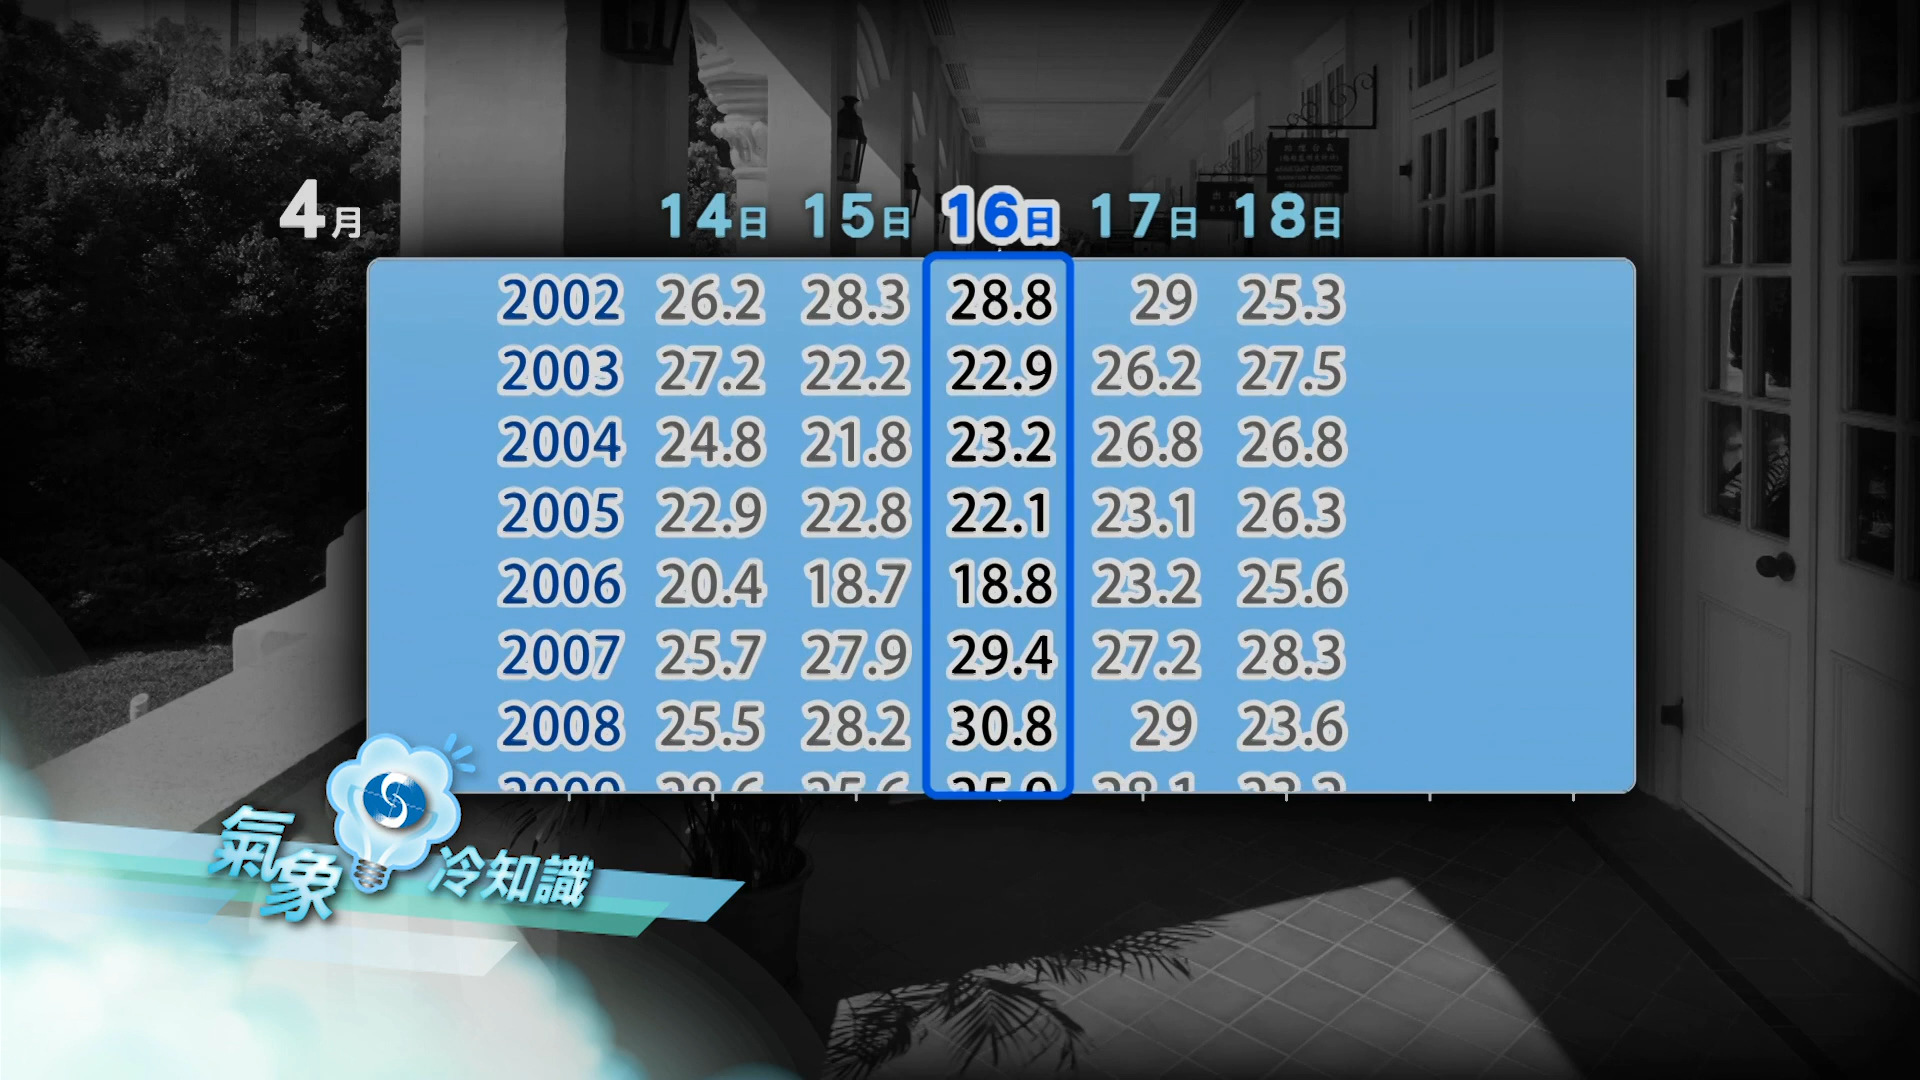 4月 14日 15日 16日 17日 18日
2002 26.2 28.3 28.8 29 25.3
2003 27.2 22.2 22.9 26.2 27.5
2004 24.8 21.8 23.2 26.8 26.8
2005 22.9 22.8 22.1 23.1 26.3
2006 20.4 18.7 18.8 23.2 25.6
2007 25.7 27.9 29.4 27.2 28.3
2008 25.5 28.2 30.8 29 23.6
氣象冷知識